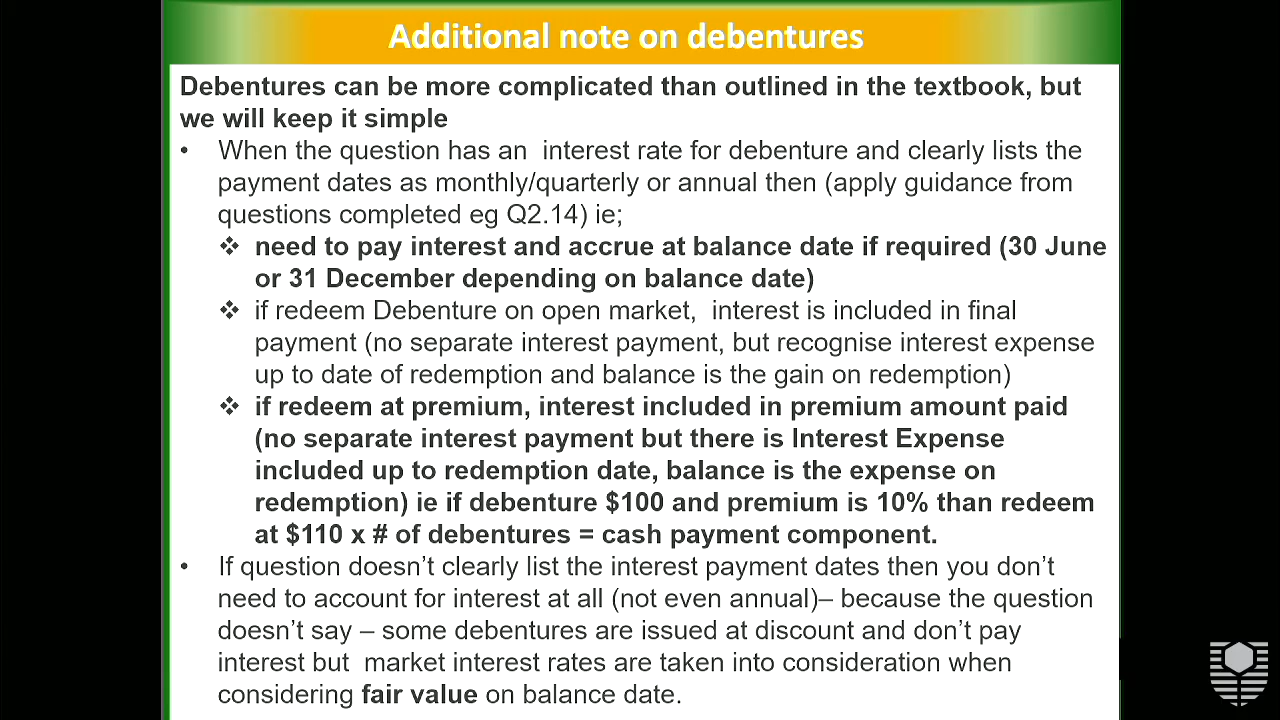 Additional note on debentures
Debentures can be more complicated than outlined in the textbook, but
we will keep it simple
• When the question has an interest rate for debenture and clearly lists the
payment dates as monthly/quarterly or annual then (apply guidance from
questions completed eg Q2.14) ie;
❖ need to pay interest and accrue at balance date if required (30 June
or 31 December depending on balance date)
❖ if redeem Debenture on open market, interest is included in final
payment (no separate interest payment, but recognise interest expense
up to date of redemption and balance is the gain on redemption)
❖ if redeem at premium, interest included in premium amount paid
(no separate interest payment but there is Interest Expense
included up to redemption date, balance is the expense on
redemption) ie if debenture $100 and premium is 10% than redeem
at $110 x # of debentures = cash payment component.
• If question doesn’t clearly list the interest payment dates then you don’t
need to account for interest at all (not even annual)– because the question
doesn’t say – some debentures are issued at discount and don’t pay
interest but market interest rates are taken into consideration when
considering fair value on balance date.